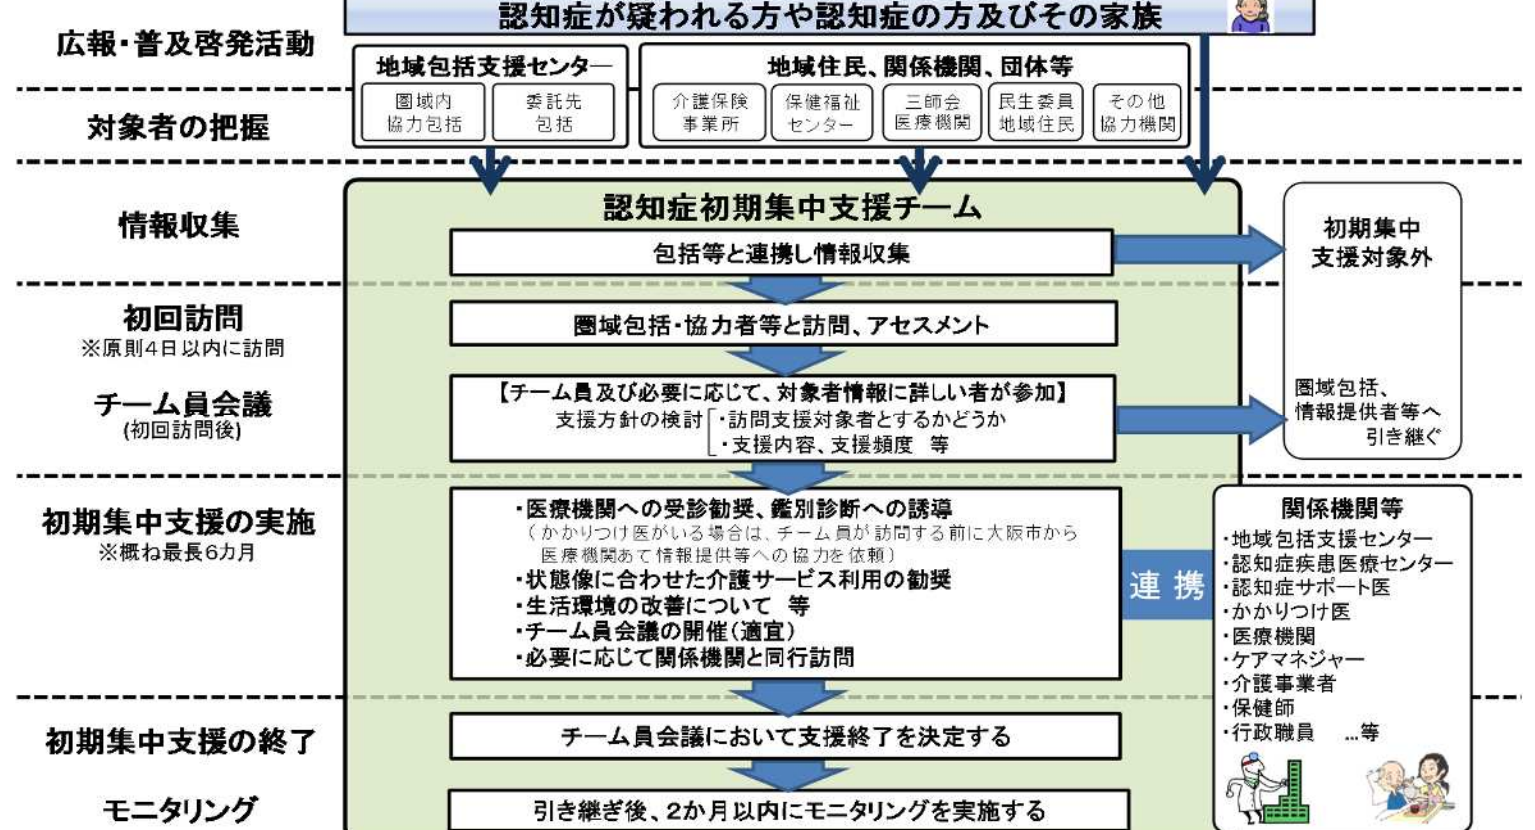 認知症が疑われる方や認知症の方及びその家族
広報・普及啓発活動
地域包括支援センター
圏域内
協力包括
委託先
包括
地域住民、関係機関、団体等
介護保険
事業所
保健福祉
センター
三師会
医療機関
民生委員
地域住民
その他
協力機関
対象者の把握
認知症初期集中支援チーム
情報収集
包括等と連携し情報収集
初期集中
支援対象外
初回訪問
※原則4日以内に訪問
圏域包括・協力者等と訪問、アセスメント
チーム員会議
(初回訪問後)
【チーム員及び必要に応じて、対象者情報に詳しい者が参加】
支援方針の検討 ・訪問支援対象者とするかどうか
・支援内容、支援頻度 等
圏域包括、
情報提供者等へ
引き継ぐ
初期集中支援の実施
※概ね最長6カ月
・医療機関への受診勧奨、鑑別診断への誘導
（かかりつけ医がいる場合は、チーム員が訪問する前に大阪市から
医療機関あて情報提供等への協力を依頼）
・状態像に合わせた介護サービス利用の勧奨
・生活環境の改善について 等
・チーム員会議の開催（適宜）
・必要に応じて関係機関と同行訪問
連携
関係機関等
・地域包括支援センター
・認知症疾患医療センター
・認知症サポート医
・かかりつけ医
・医療機関
・ケアマネジャー
・介護事業者
・保健師
・行政職員 …等
初期集中支援の終了
チーム員会議において支援終了を決定する
モニタリング
引き継ぎ後、2か月以内にモニタリングを実施する